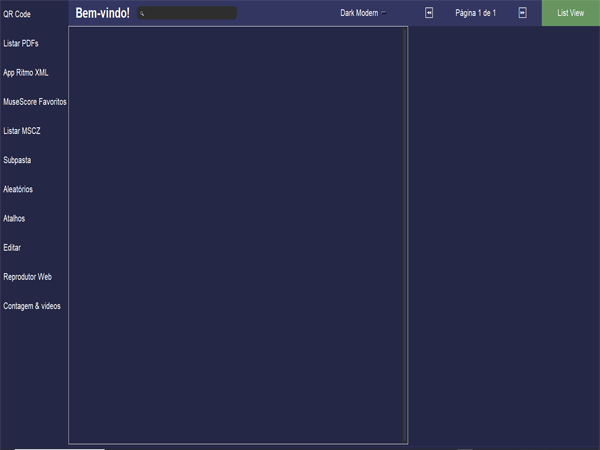 QR Code
Bem-vindo!
Dark Modern
Página 1 de 1
List View
Listar PDFs
App Ritmo XML
MuseScore Favoritos
Listar MSCZ
Subpasta
Aleatórios
Atalhos
Editar
Reprodutor Web
Contagem & videos